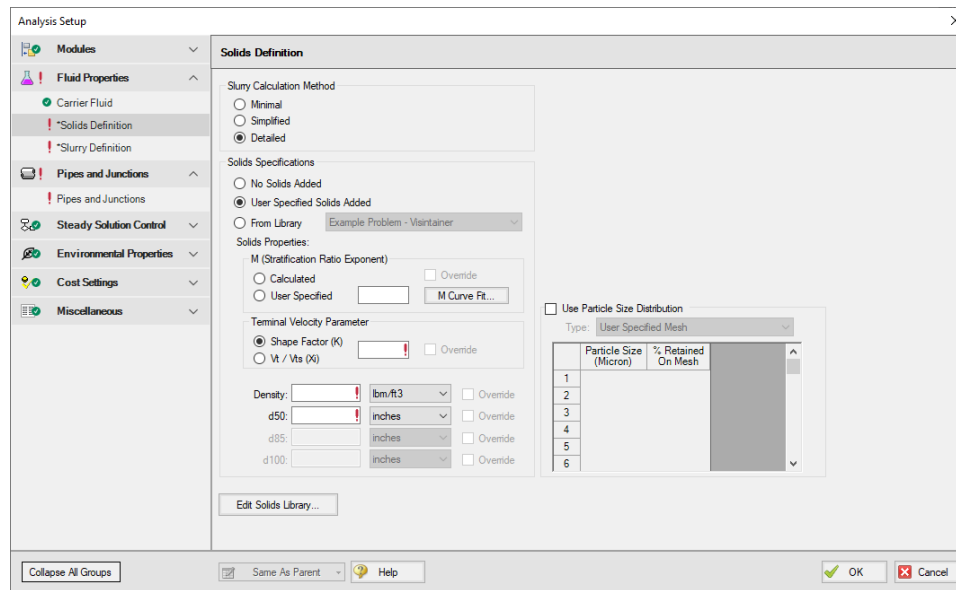 Analysis Setup
Modules
Fluid Properties
Carrier Fluid
*Solids Definition
*Slurry Definition
Pipes and Junctions
Pipes and Junctions
Steady Solution Control
Environmental Properties
Cost Settings
Miscellaneous
Collapse All Groups
Solids Definition
Slurry Calculation Method
Minimal
Simplified
Detailed
Solids Specifications
No Solids Added
User Specified Solids Added
From Library Example Problem - Visintainer
Solids Properties:
M (Stratification Ratio Exponent)
Calculated Override
User Specified M Curve Fit...
Terminal Velocity Parameter
Shape Factor (K) ! Override
Vt / Vts (Xi)
Density: ! lbm/ft3 Override
d50: ! inches Override
d85: inches Override
d100: inches Override
Edit Solids Library...
Use Particle Size Distribution
Type: User Specified Mesh
Particle Size % Retained
(Micron) On Mesh
1
2
3
4
5
6
Same As Parent Help OK Cancel